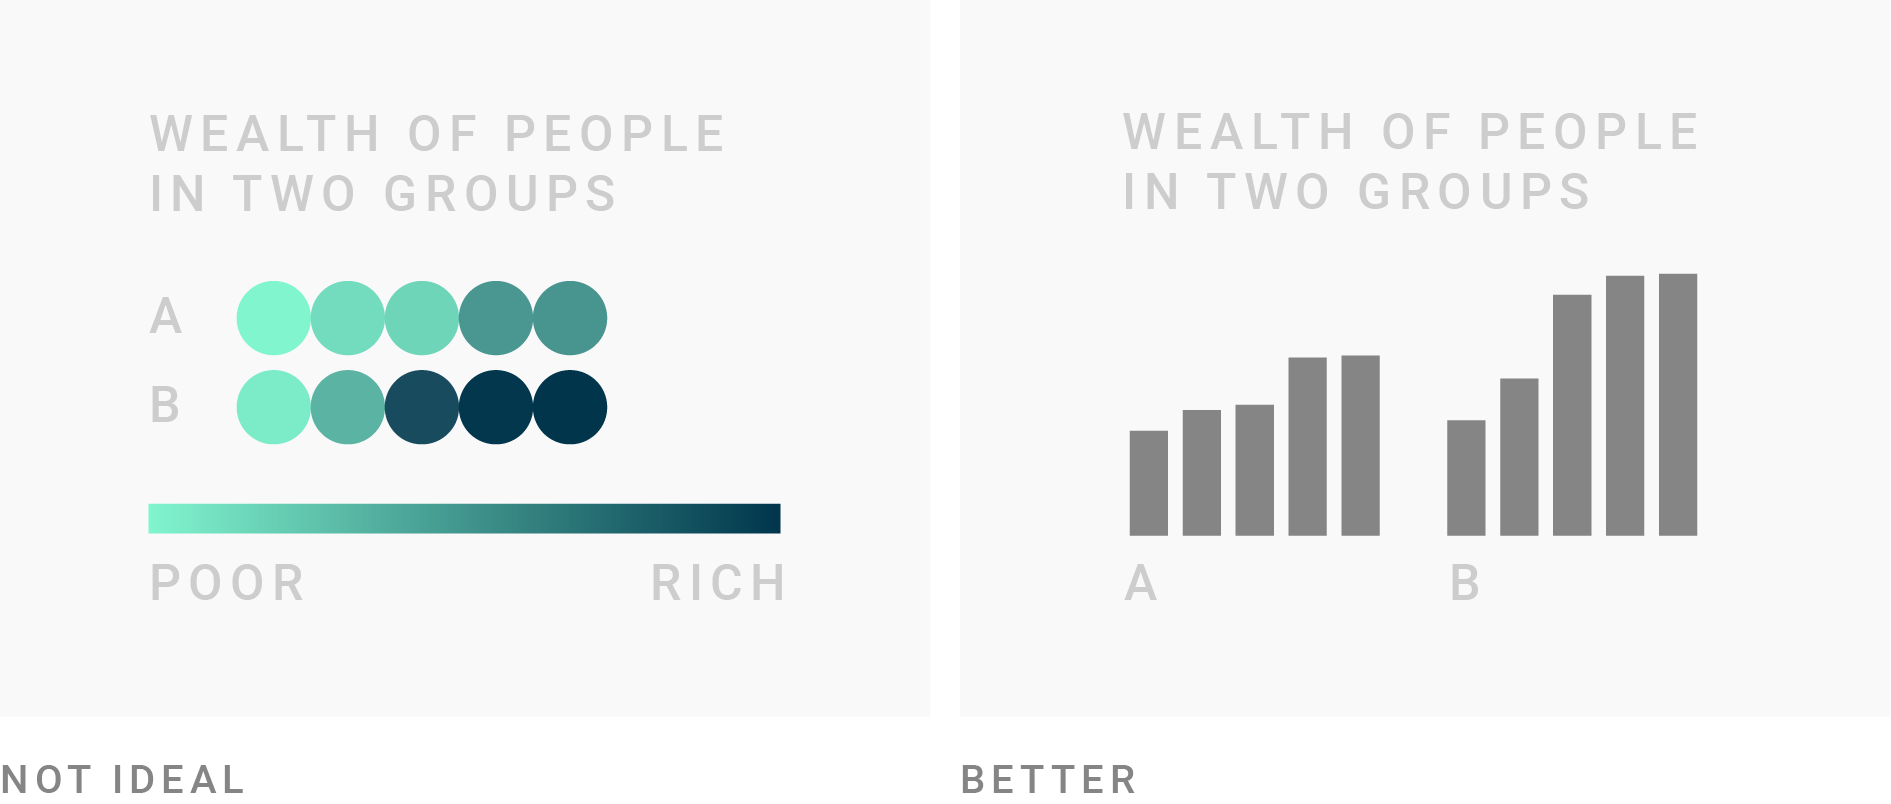 WEALTH OF PEOPLE
IN TWO GROUPS
A
B
POOR RICH
NOT IDEAL
WEALTH OF PEOPLE
IN TWO GROUPS
A B
BETTER